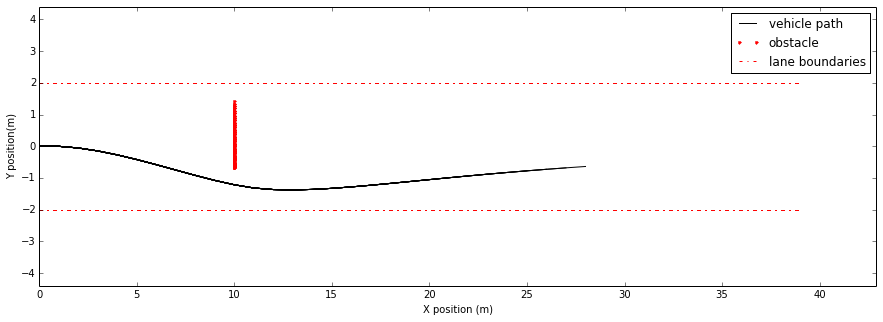 4
3
2
1
0
−1
−2
−3
−4
Y position(m)
0 5 10 15 20 25 30 35 40
X position (m)
vehicle path
obstacle
lane boundaries